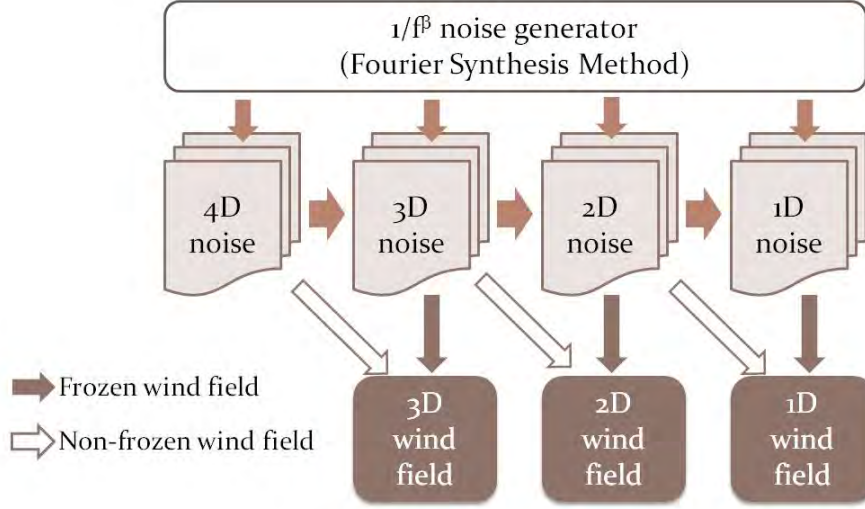 1/fᵝ noise generator
(Fourier Synthesis Method)
4D
noise
3D
noise
2D
noise
1D
noise
Frozen wind field
Non-frozen wind field
3D
wind
field
2D
wind
field
1D
wind
field